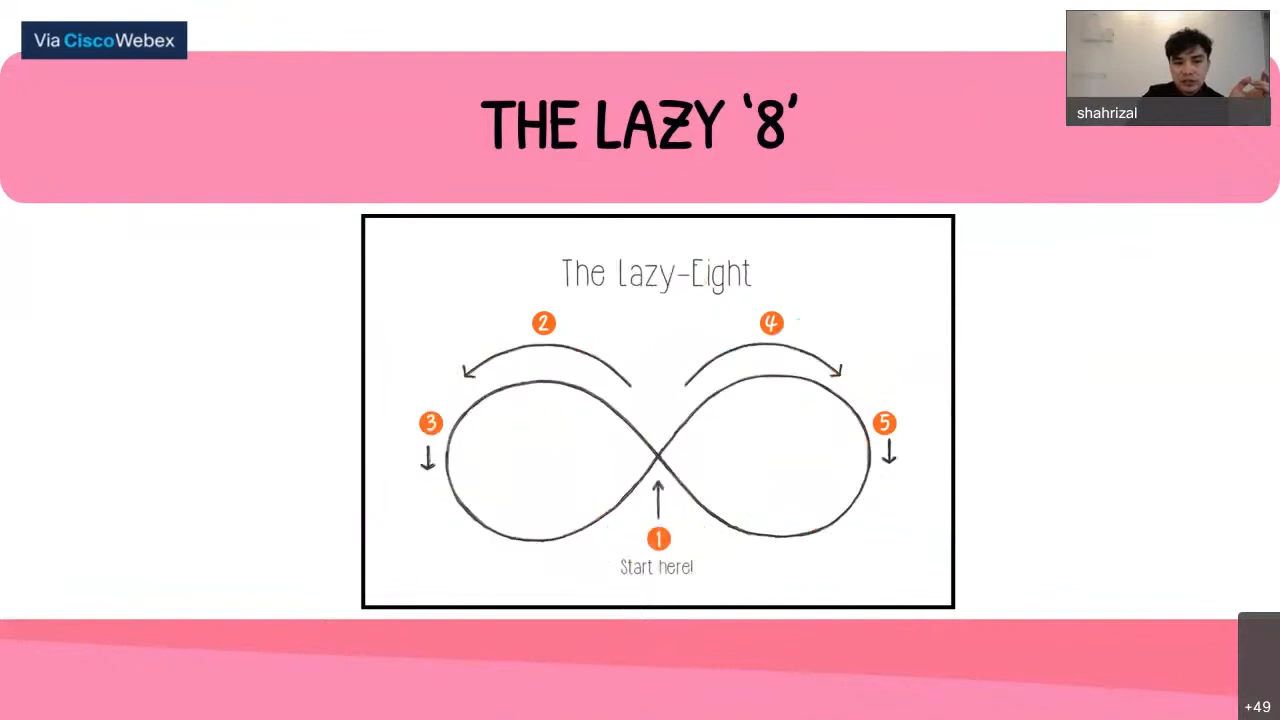 Via CiscoWebex
THE LAZY ‘8’
shahrizal
The Lazy-Eight
2
4
3
5
1
Start here!
+49